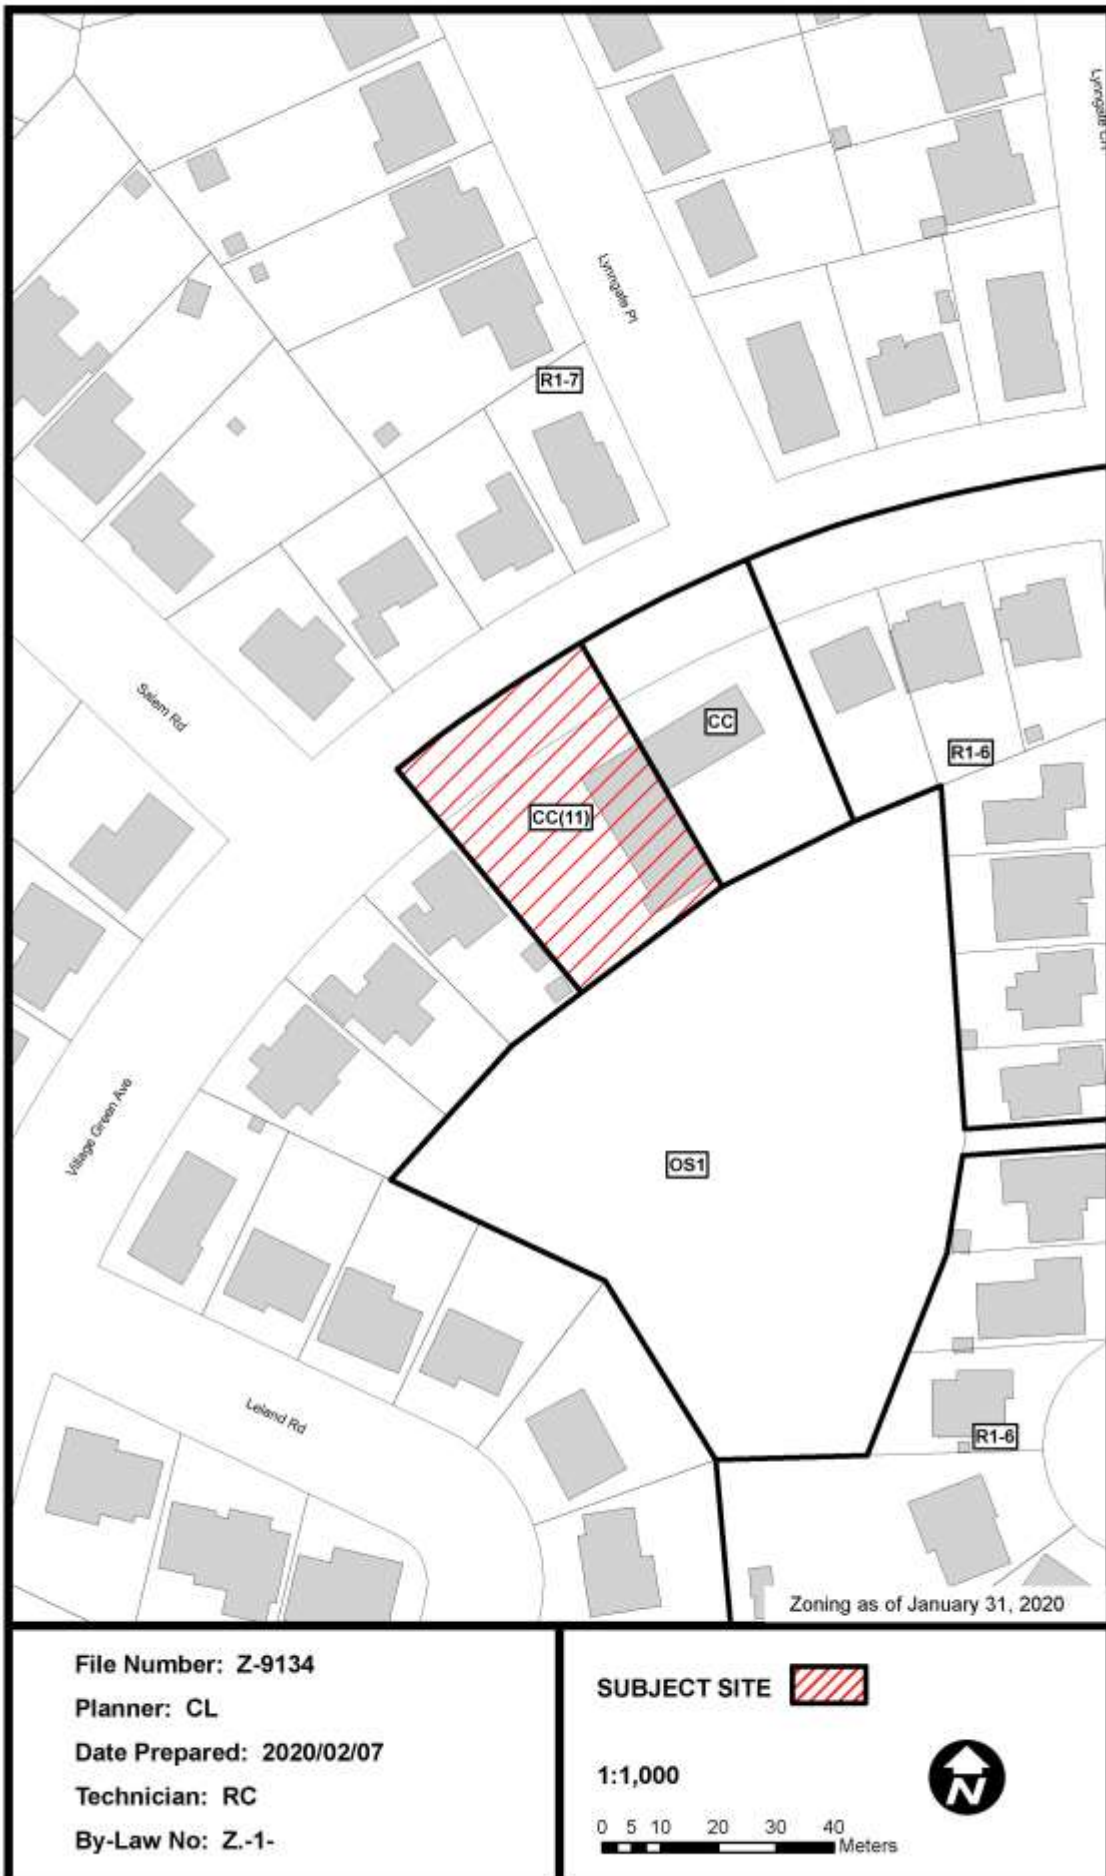 Lynngate Pl
R1-7
Salem Rd
CC
R1-6
CC(11)
Village Green Ave
OS1
Leland Rd
R1-6
Zoning as of January 31, 2020
File Number: Z-9134
Planner: CL
Date Prepared: 2020/02/07
Technician: RC
By-Law No: Z.-1-
SUBJECT SITE
1:1,000
N
0 5 10 20 30 40
Meters